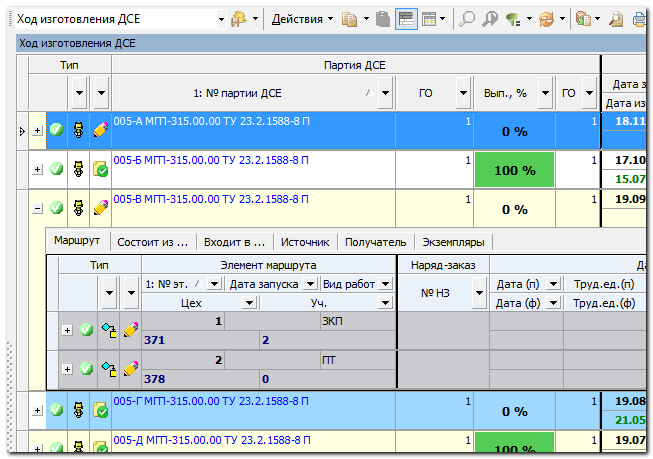 Ход изготовления ДСЕ Действия
Ход изготовления ДСЕ
Тип Партия ДСЕ
Дата з
1: № партии ДСЕ ГО Вып., % ГО
Дата из
005-А МГП-315.00.00 ТУ 23.2.1588-8 П 1 0 % 1 18.11
005-Б МГП-315.00.00 ТУ 23.2.1588-8 П 1 100 % 1 17.10
15.07
005-В МГП-315.00.00 ТУ 23.2.1588-8 П 1 0 % 1 19.09
Маршрут Состоит из ... Входит в ... Источник Получатель Экземпляры
Тип Элемент маршрута Наряд-заказ Да
1: № эт. Дата запуска Вид работ № НЗ Дата (п) Труд.ед.(п)
Цех Уч. Дата (ф) Труд.ед.(ф)
1 ЗКП
371 2
2 ПТ
378 0
005-Г МГП-315.00.00 ТУ 23.2.1588-8 П 1 0 % 1 19.08
21.05
005-Д МГП-315.00.00 ТУ 23.2.1588-8 П 1 100 % 1 19.07